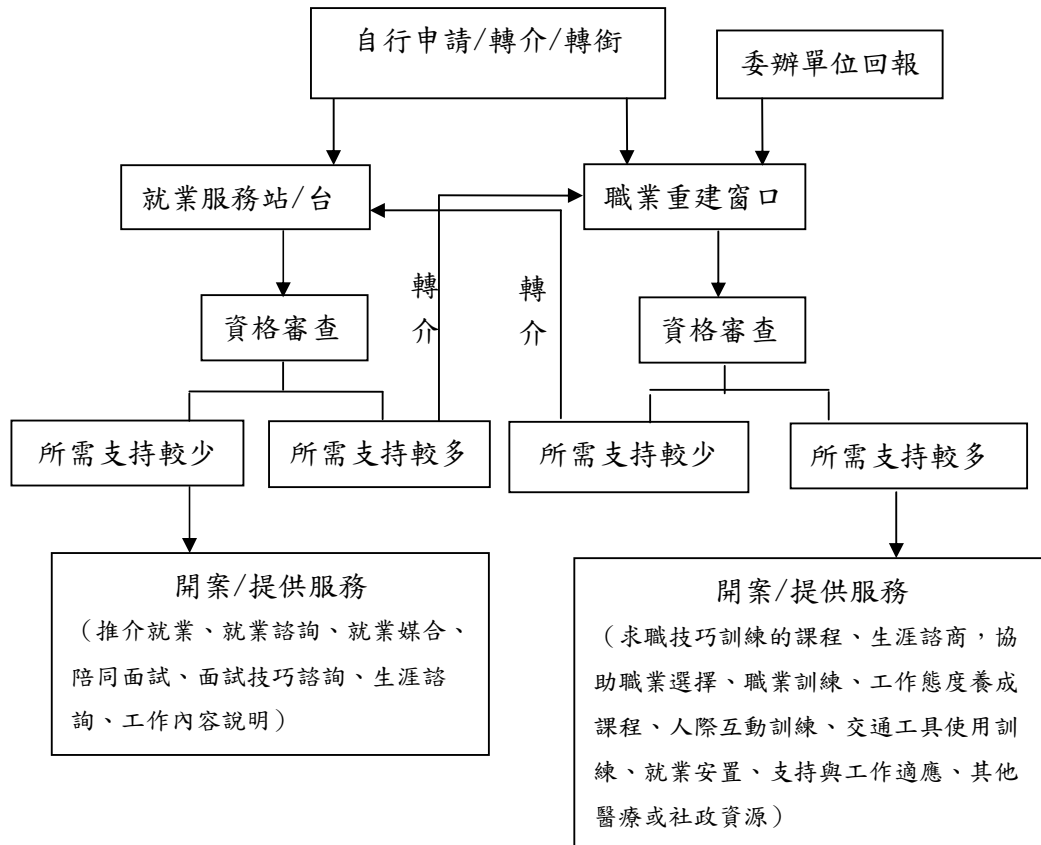 自行申請/轉介/轉銜
委辦單位回報
就業服務站/台
職業重建窗口
轉
介
轉
介
資格審查
資格審查
所需支持較少
所需支持較多
所需支持較少
所需支持較多
開案/提供服務
（推介就業、就業諮詢、就業媒合、
陪同面試、面試技巧諮詢、生涯諮
詢、工作內容說明）
開案/提供服務
（求職技巧訓練的課程、生涯諮商，協
助職業選擇、職業訓練、工作態度養成
課程、人際互動訓練、交通工具使用訓
練、就業安置、支持與工作適應、其他
醫療或社政資源）